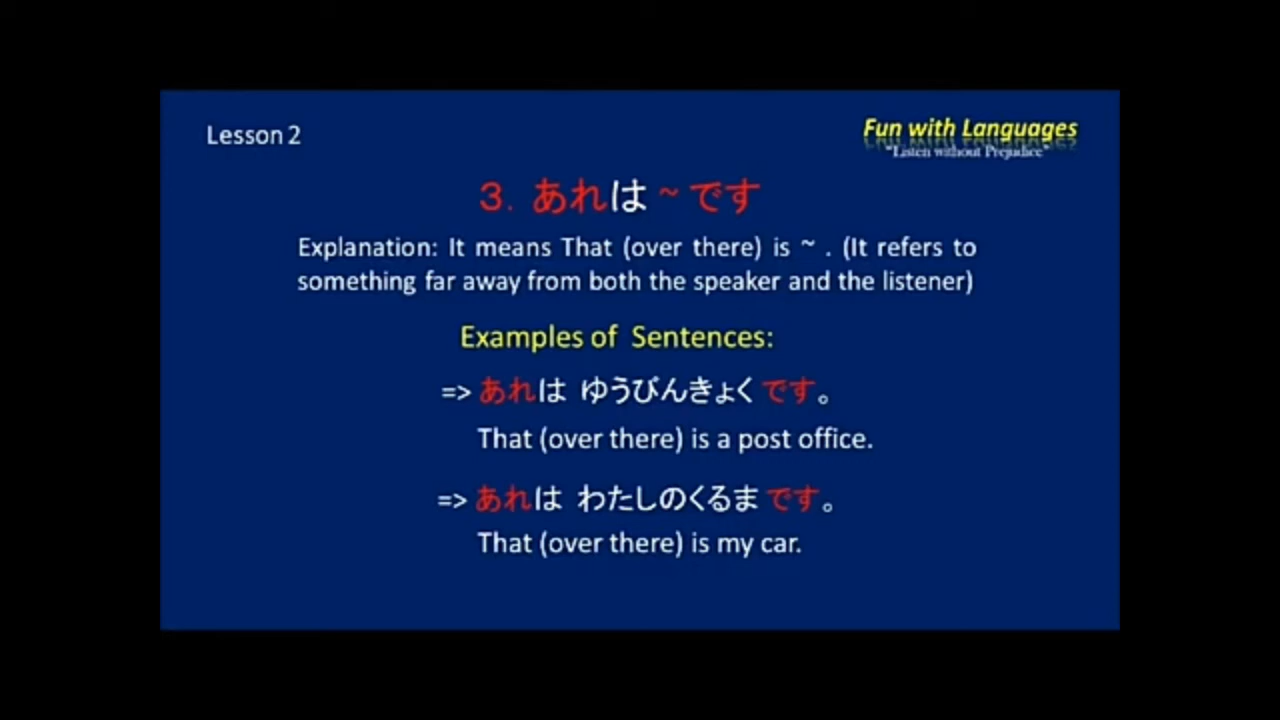 Lesson 2
Fun with Languages
"Listen without Prejudice"
3. あれは ~ です
Explanation: It means That (over there) is ~ . (It refers to
something far away from both the speaker and the listener)
Examples of Sentences:
=> あれは ゆうびんきょく です。
That (over there) is a post office.
=> あれは わたしのくるま です。
That (over there) is my car.